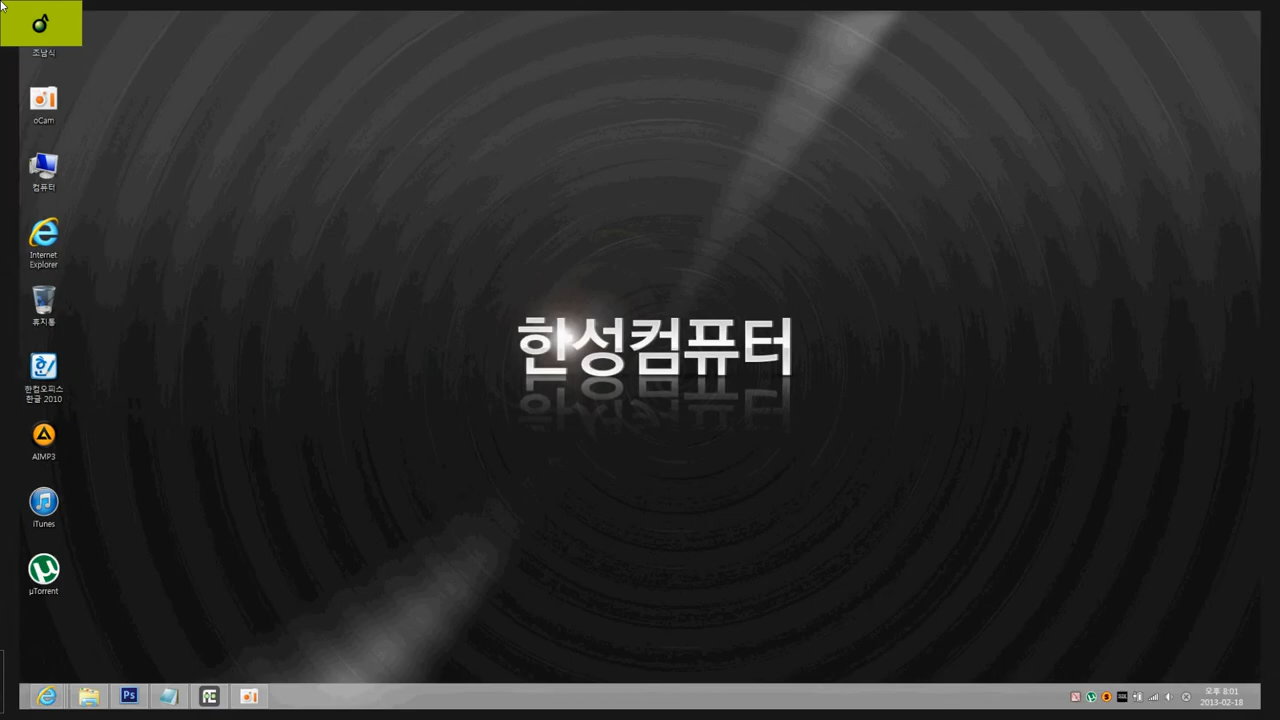 조남식
oCam
컴퓨터
Internet
Explorer
휴지통
한컴오피스
한글 2010
AIMP3
iTunes
µTorrent
한성컴퓨터
Ps
오후 8:01
2013-02-18